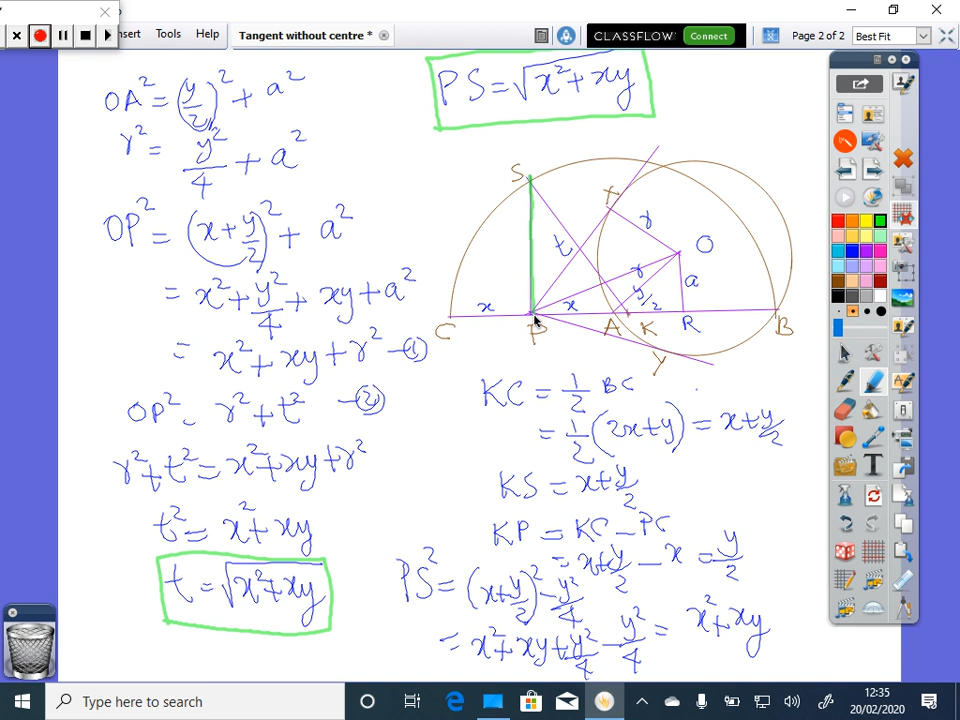 nsert Tools Help Tangent without centre * CLASSFLOW Connect Page 2 of 2 Best Fit
OA² = (y/2)² + a²
r² = y²/4 + a²
OP² = (x+y/2)² + a²
= x² + y²/4 + xy + a²
= x² + xy + r² —①
OP² = r² + t² —②
r² + t² = x² + xy + r²
t² = x² + xy
t = √x² + xy
PS = √x² + xy
S
X
r
O
t
r
a
y/2
x
x
C
P
A
K
R
B
Y
KC = 1/2 BC
= 1/2 (2x+y) = x+y/2
KS = x+y/2
KP = KC - PC
= x+y/2 - x = y/2
PS² = (x+y/2)² - y²/4
= x² + xy + y²/4 - y²/4 = x² + xy
T
Type here to search
12:35
20/02/2020